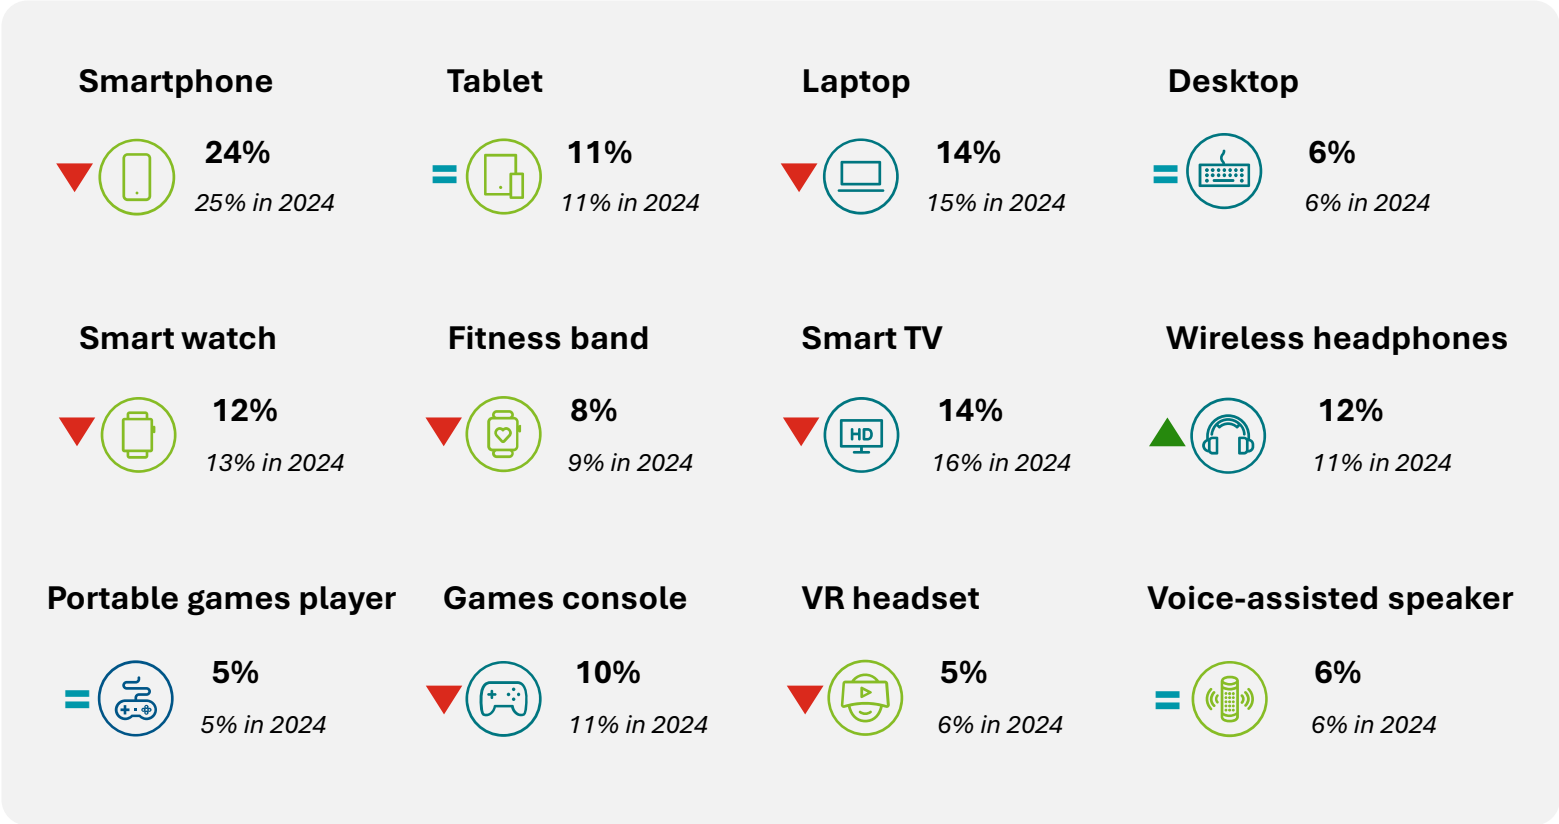 Smartphone
24%
25% in 2024
Tablet
11%
11% in 2024
Laptop
14%
15% in 2024
Desktop
6%
6% in 2024
Smart watch
12%
13% in 2024
Fitness band
8%
9% in 2024
Smart TV
HD
14%
16% in 2024
Wireless headphones
12%
11% in 2024
Portable games player
5%
5% in 2024
Games console
10%
11% in 2024
VR headset
5%
6% in 2024
Voice-assisted speaker
6%
6% in 2024